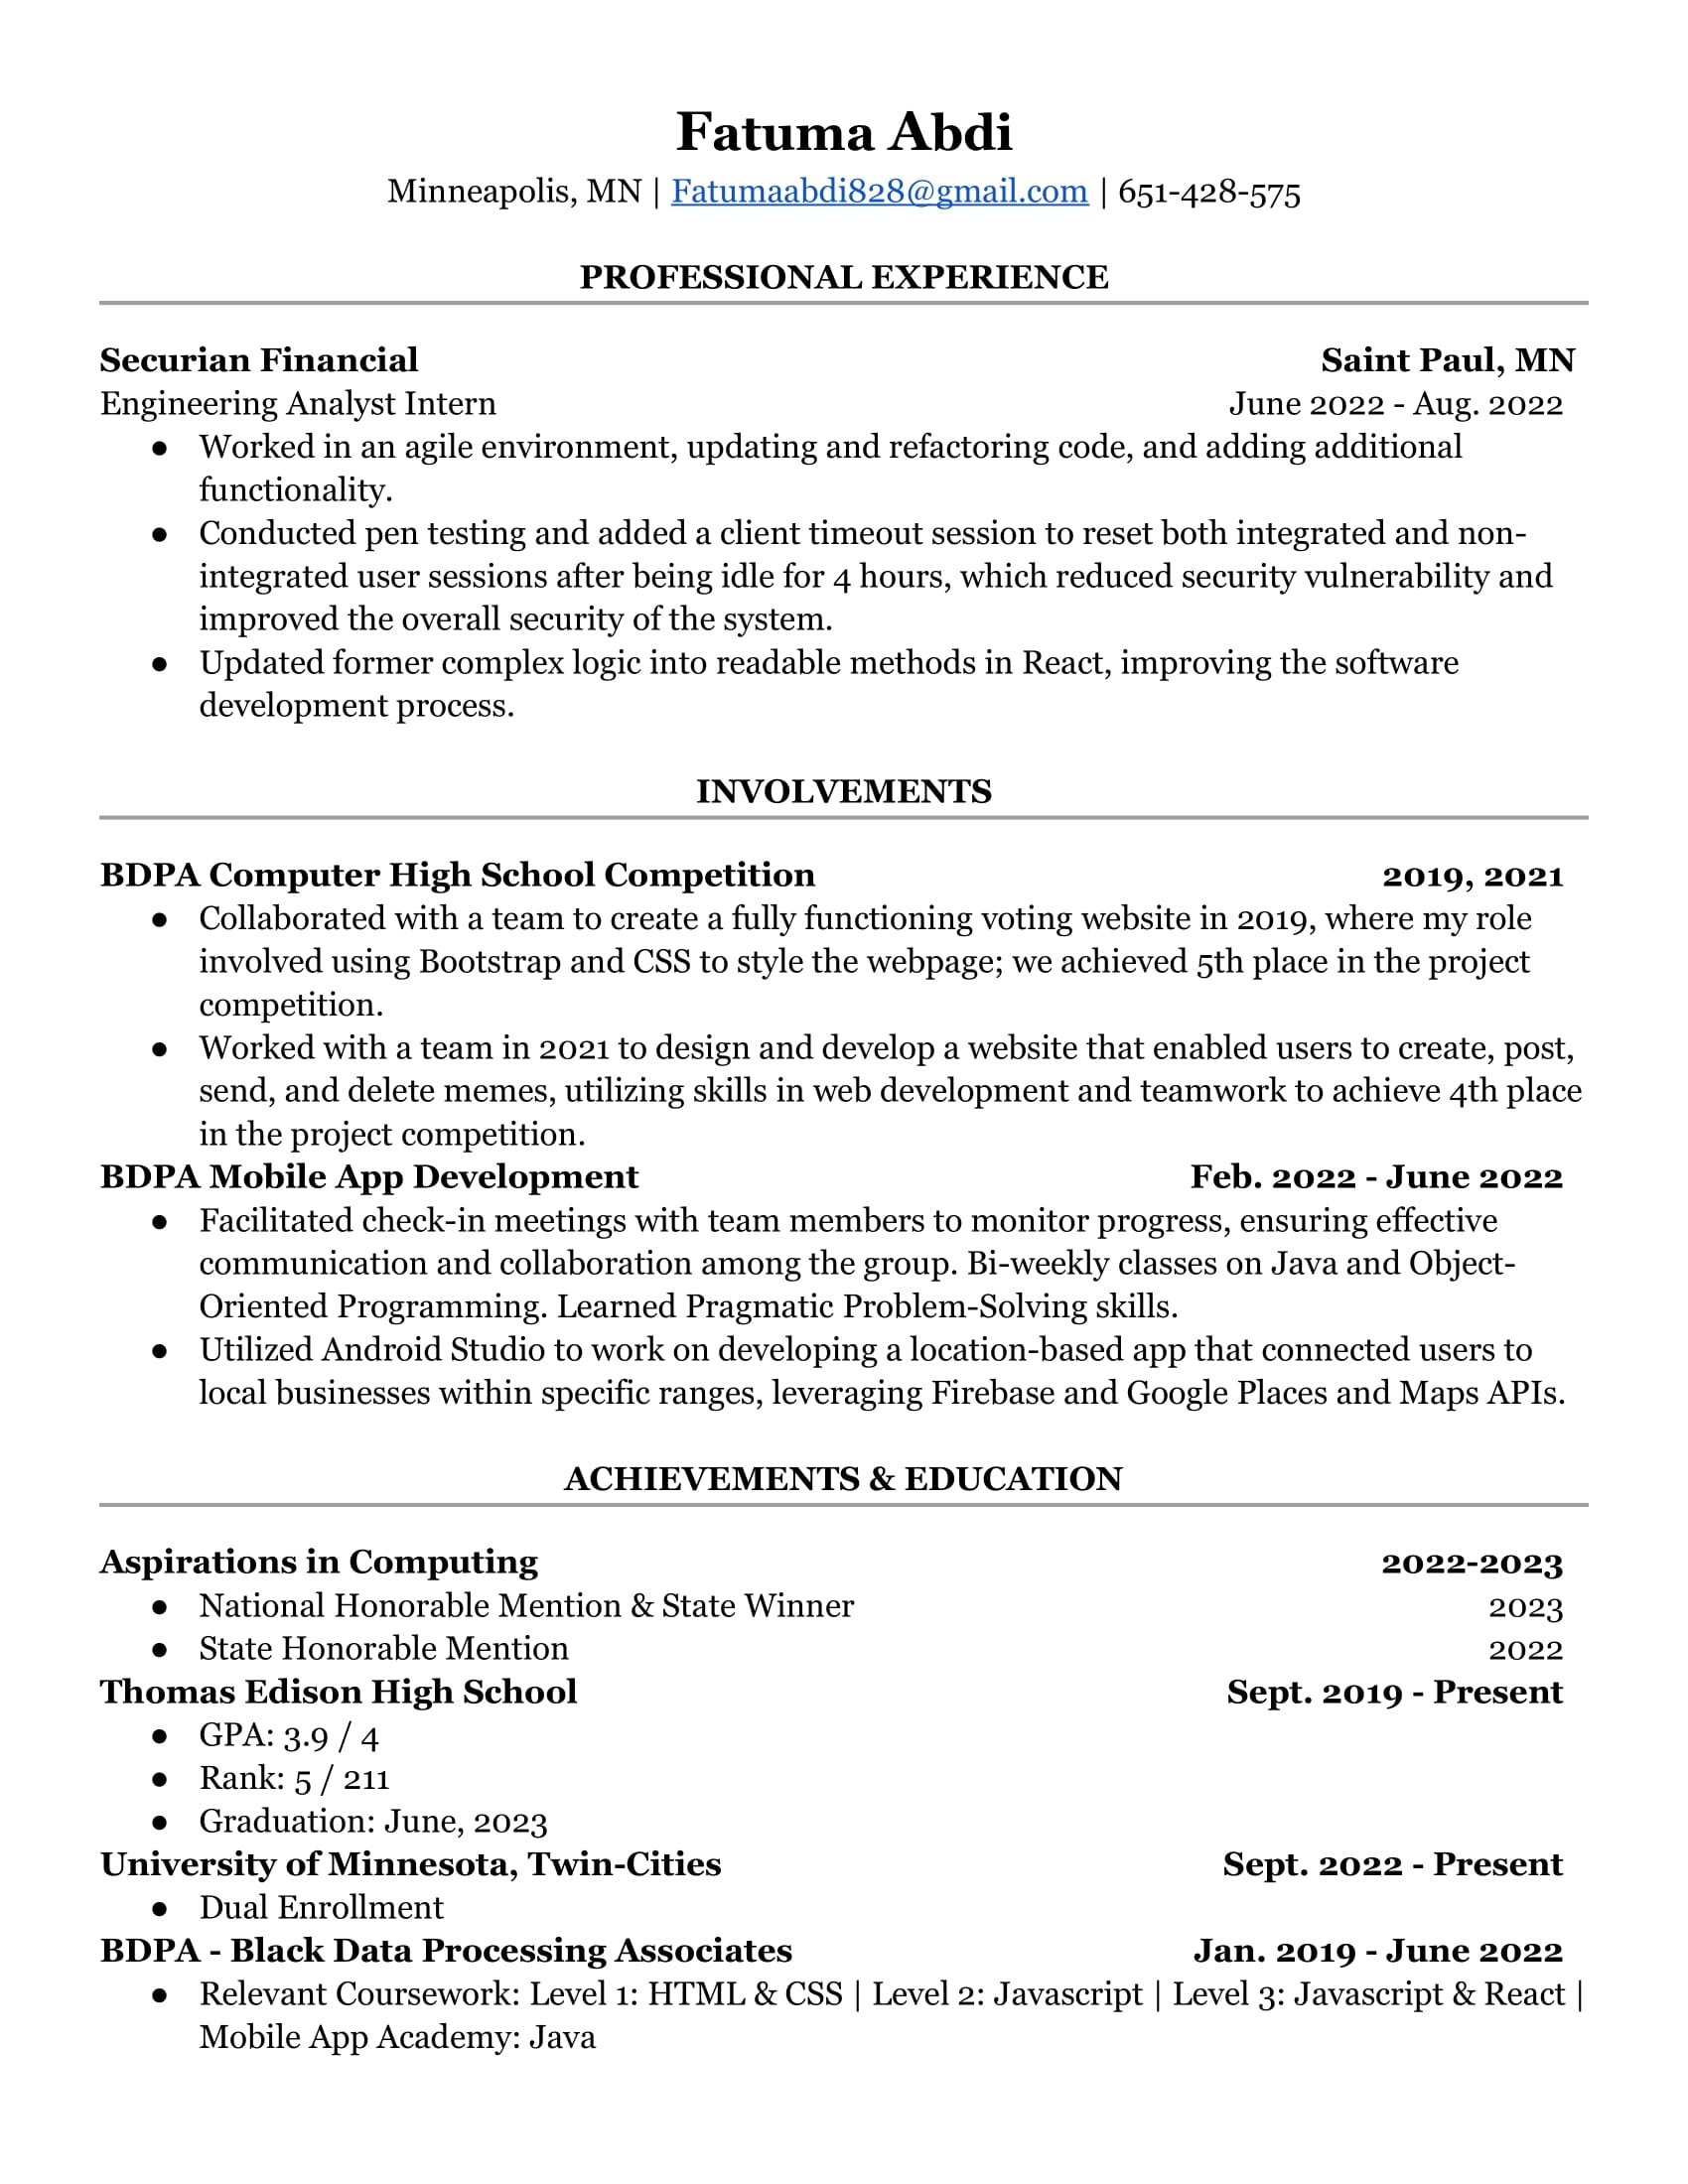 Fatuma Abdi
Minneapolis, MN | Fatumaabdi828@gmail.com | 651-428-575
PROFESSIONAL EXPERIENCE
Securian Financial Saint Paul, MN
Engineering Analyst Intern June 2022 - Aug. 2022
● Worked in an agile environment, updating and refactoring code, and adding additional
functionality.
● Conducted pen testing and added a client timeout session to reset both integrated and non-
integrated user sessions after being idle for 4 hours, which reduced security vulnerability and
improved the overall security of the system.
● Updated former complex logic into readable methods in React, improving the software
development process.
INVOLVEMENTS
BDPA Computer High School Competition 2019, 2021
● Collaborated with a team to create a fully functioning voting website in 2019, where my role
involved using Bootstrap and CSS to style the webpage; we achieved 5th place in the project
competition.
● Worked with a team in 2021 to design and develop a website that enabled users to create, post,
send, and delete memes, utilizing skills in web development and teamwork to achieve 4th place
in the project competition.
BDPA Mobile App Development Feb. 2022 - June 2022
● Facilitated check-in meetings with team members to monitor progress, ensuring effective
communication and collaboration among the group. Bi-weekly classes on Java and Object-
Oriented Programming. Learned Pragmatic Problem-Solving skills.
● Utilized Android Studio to work on developing a location-based app that connected users to
local businesses within specific ranges, leveraging Firebase and Google Places and Maps APIs.
ACHIEVEMENTS & EDUCATION
Aspirations in Computing 2022-2023
● National Honorable Mention & State Winner 2023
● State Honorable Mention 2022
Thomas Edison High School Sept. 2019 - Present
● GPA: 3.9 / 4
● Rank: 5 / 211
● Graduation: June, 2023
University of Minnesota, Twin-Cities Sept. 2022 - Present
● Dual Enrollment
BDPA - Black Data Processing Associates Jan. 2019 - June 2022
● Relevant Coursework: Level 1: HTML & CSS | Level 2: Javascript | Level 3: Javascript & React |
Mobile App Academy: Java